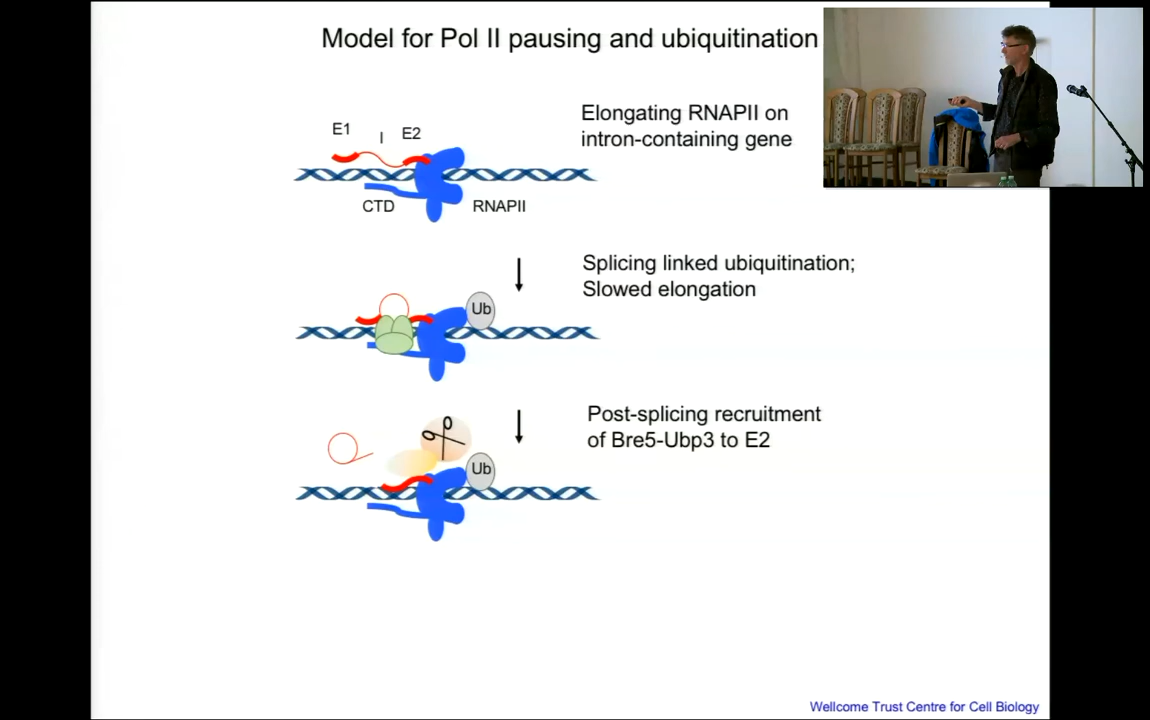 Model for Pol II pausing and ubiquitination
Elongating RNAPII on
intron-containing gene
E1
I
E2
CTD
RNAPII
Splicing linked ubiquitination;
Slowed elongation
Ub
Post-splicing recruitment
of Bre5-Ubp3 to E2
Ub
Wellcome Trust Centre for Cell Biology